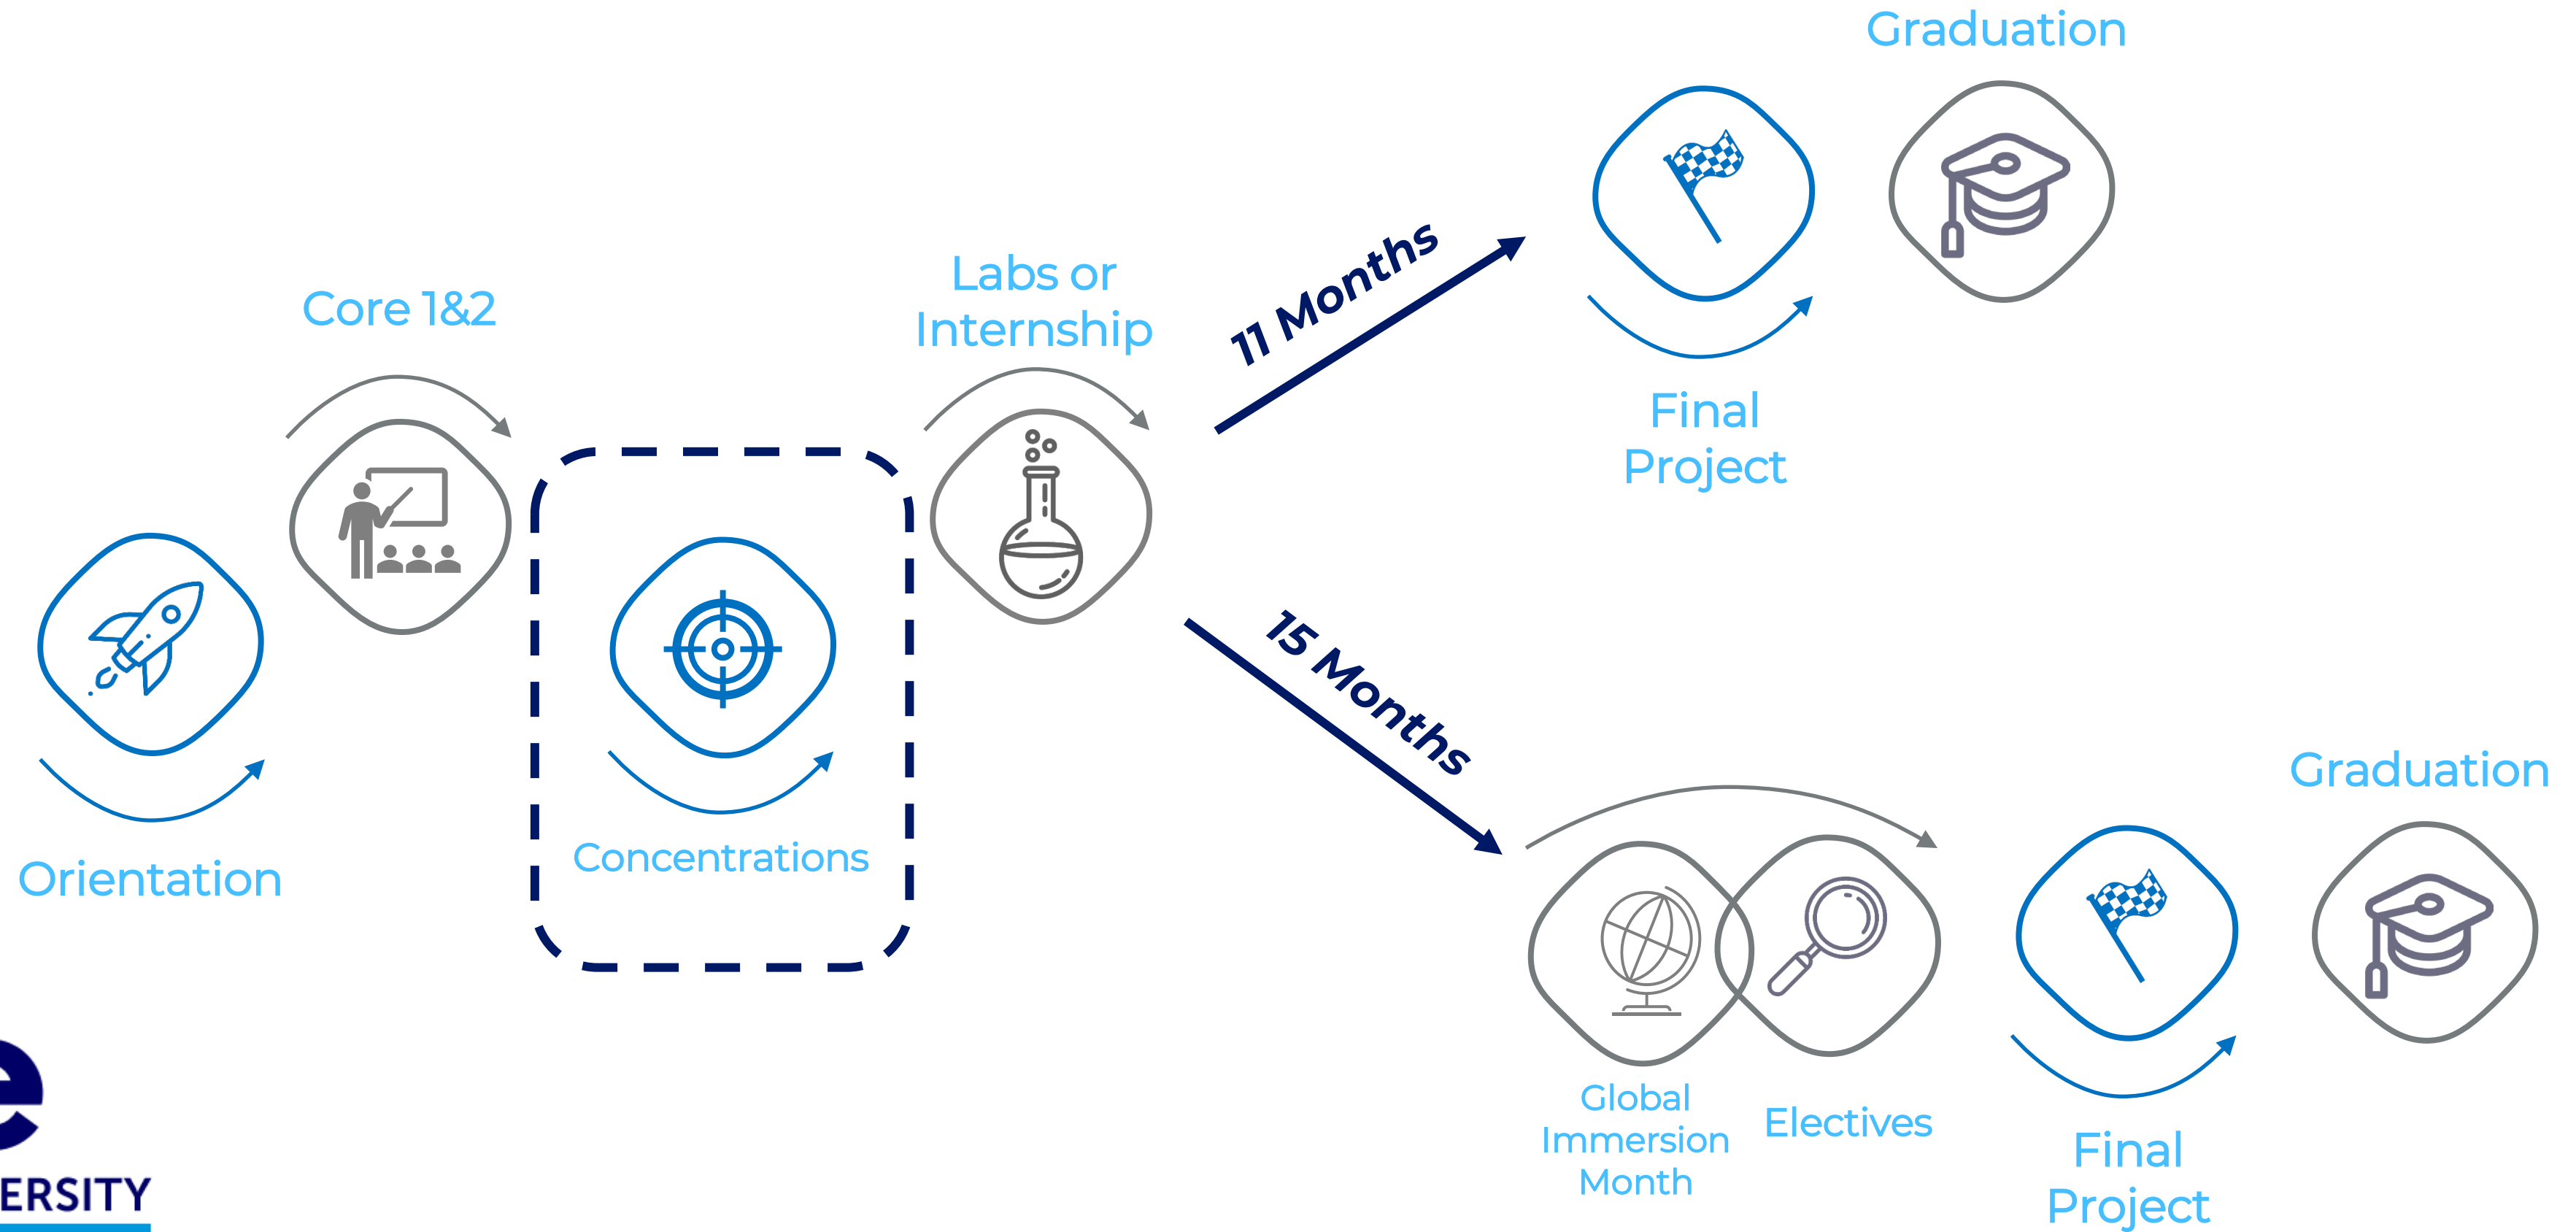 Graduation
Core 1&2
Labs or
Internship
11 Months
Final
Project
Concentrations
Orientation
15 Months
Graduation
Global
Immersion
Month
Electives
Final
Project
e
ERSITY